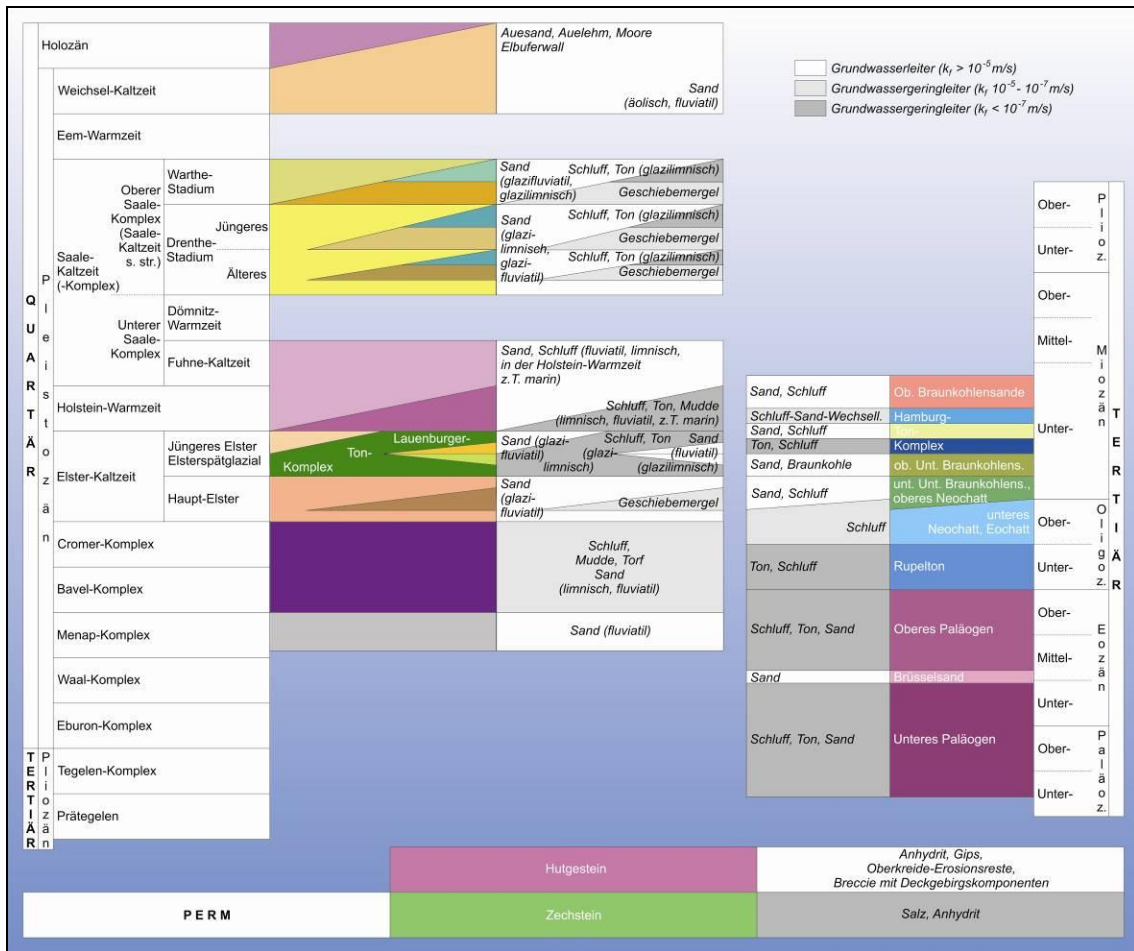 Holozän
Auesand, Auelehm, Moore
Elbuferwall
Weichsel-Kaltzeit
Sand
(äolisch, fluviatil)
Eem-Warmzeit
Saale-
Kaltzeit
(-Komplex)
Oberer
Saale-
Komplex
(Saale-
Kaltzeit
s. str.)
Warthe-
Stadium
Sand
(glazifluviatil,
glazilimnisch)
Schluff, Ton (glazilimnisch)
Geschiebemergel
Drenthe-
Stadium
Jüngeres
Älteres
Sand
(glazi-
limnisch,
glazi-
fluviatil)
Schluff, Ton (glazilimnisch)
Geschiebemergel
Schluff, Ton (glazilimnisch)
Geschiebemergel
Unterer
Saale-
Komplex
Dömnitz-
Warmzeit
Fuhne-Kaltzeit
Sand, Schluff (fluviatil, limnisch,
in der Holstein-Warmzeit
z.T. marin)
Holstein-Warmzeit
Schluff, Ton, Mudde
(limnisch, fluviatil, z.T. marin)
Elster-Kaltzeit
Jüngeres Elster
Elsterspätglazial
Lauenburger-
Ton-
Komplex
Sand (glazi-
fluviatil)
Schluff, Ton
(glazi-
limnisch)
Sand
(fluviatil)
(glazilimnisch)
Haupt-Elster
Sand
(glazi-
fluviatil)
Geschiebemergel
Cromer-Komplex
Bavel-Komplex
Schluff,
Mudde, Torf
Sand
(limnisch, fluviatil)
Menap-Komplex
Sand (fluviatil)
Waal-Komplex
Eburon-Komplex
Tegelen-Komplex
Prätegelen
QUARTÄR
Pleistozän
TERTIÄR
Pliozän
Grundwasserleiter (kf > 10-5 m/s)
Grundwassergeringleiter (kf 10-5 - 10-7 m/s)
Grundwassergeringleiter (kf < 10-7 m/s)
Ober-
Unter-
Plioz.
Ober-
Mittel-
Unter-
Miozän
Sand, Schluff
Ob. Braunkohlensande
Schluff-Sand-Wechsell.
Hamburg-
Sand, Schluff
Ton-
Ton, Schluff
Komplex
Sand, Braunkohle
ob. Unt. Braunkohlens.
Sand, Schluff
unt. Unt. Braunkohlens.,
oberes Neochatt
Schluff
unteres
Neochatt, Eochatt
Ober-
Unter-
Oligoz.
Ton, Schluff
Rupelton
Schluff, Ton, Sand
Oberes Paläogen
Ober-
Mittel-
Unter-
Eozän
Sand
Brüsselsand
Schluff, Ton, Sand
Unteres Paläogen
Ober-
Unter-
Paläoz.
TERTIÄR
Hutgestein
Anhydrit, Gips,
Oberkreide-Erosionsreste,
Breccie mit Deckgebirgskomponenten
PERM
Zechstein
Salz, Anhydrit